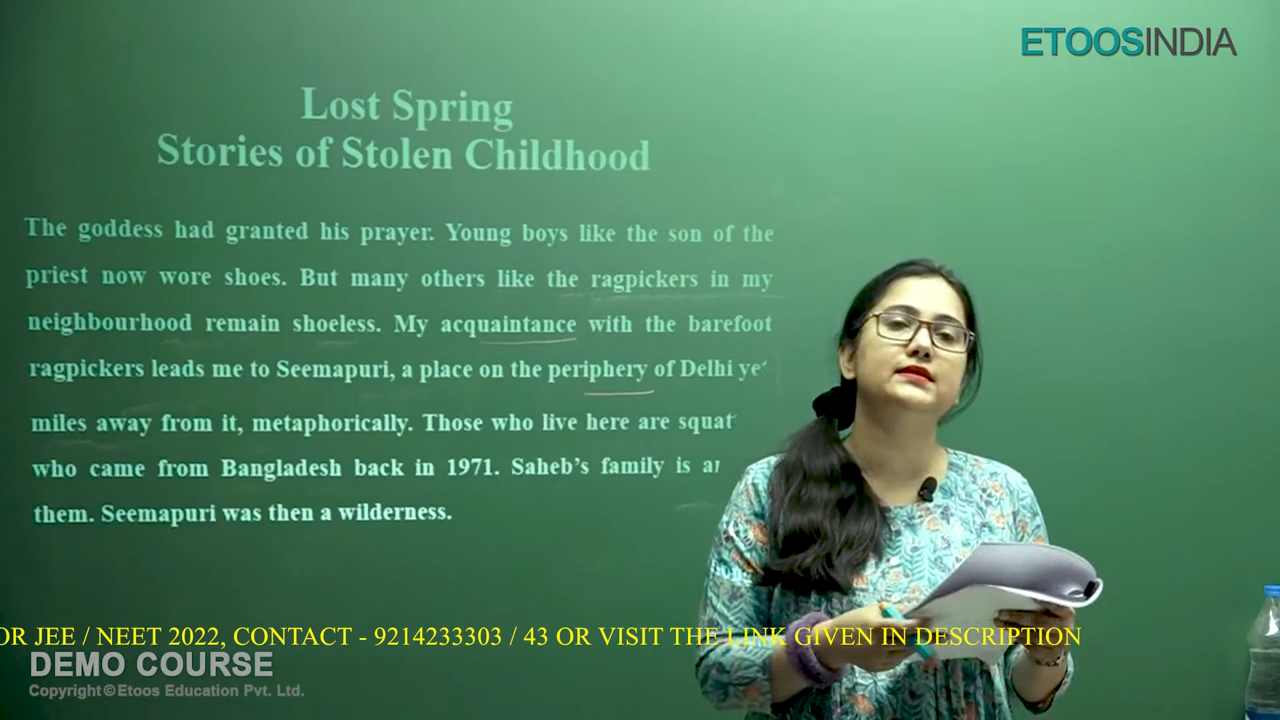 ETOOSINDIA
Lost Spring
Stories of Stolen Childhood
The goddess had granted his prayer. Young boys like the son of the
priest now wore shoes. But many others like the ragpickers in my
neighbourhood remain shoeless. My acquaintance with the barefoot
ragpickers leads me to Seemapuri, a place on the periphery of Delhi
miles away from it, metaphorically. Those who live here are
who came from Bangladesh back in 1971. Saheb's family is
them. Seemapuri was then a wilderness.
OR JEE / NEET 2022, CONTACT - 9214233303 / 43 OR VISIT THE LINK GIVEN IN DESCRIPTION
DEMO COURSE
Copyright © Etoos Education Pvt. Ltd.